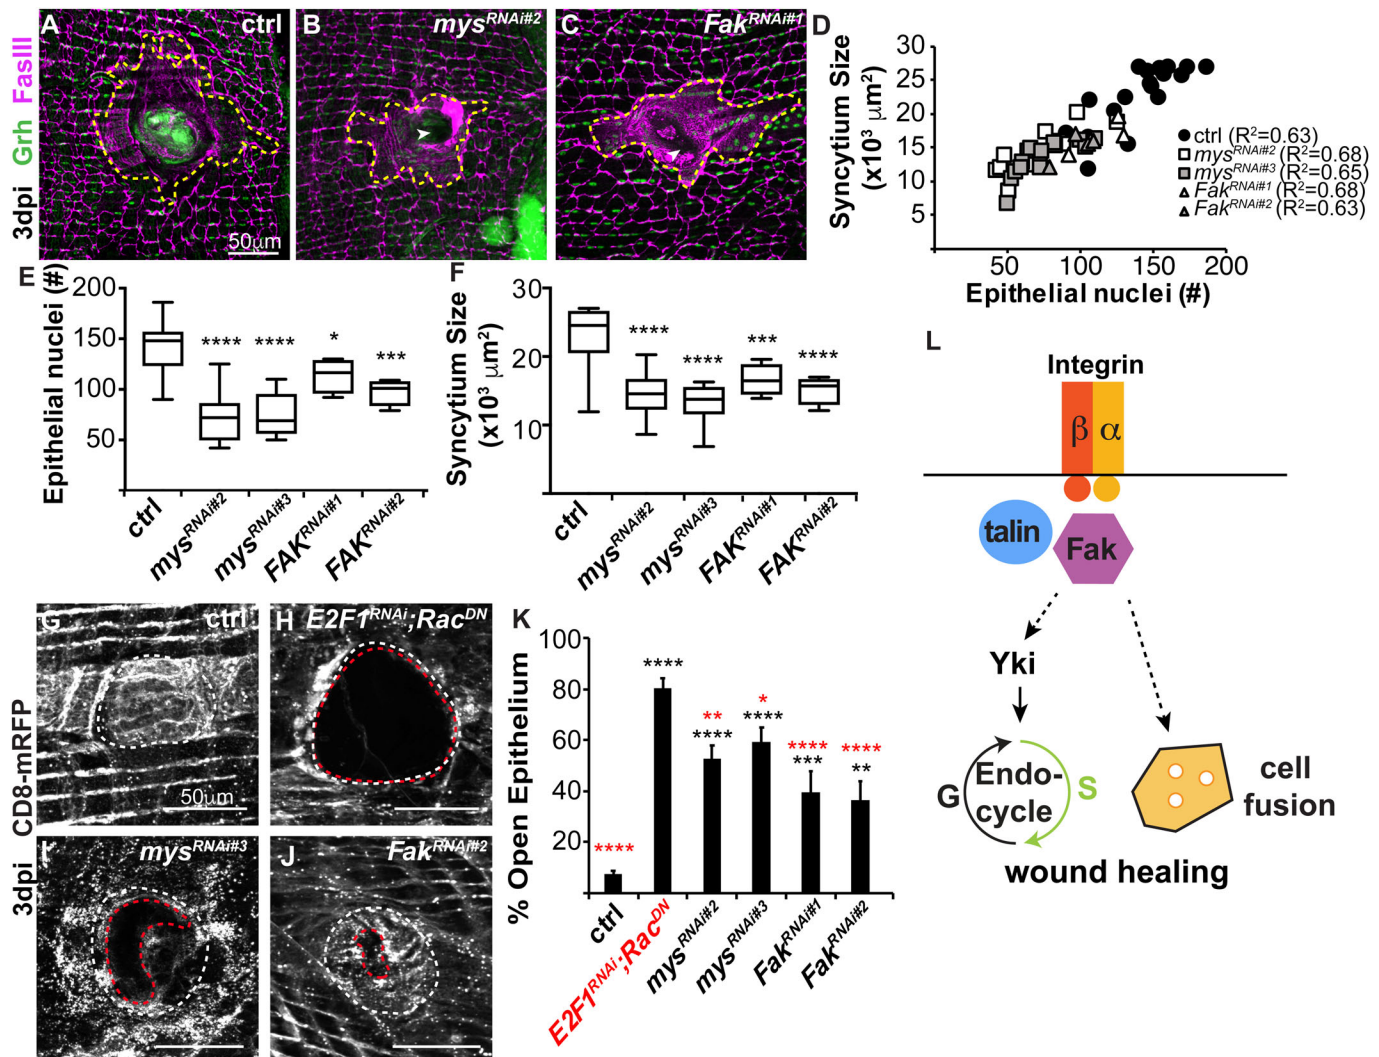 A
ctrl
B
mys^RNAi#2
C
Fak^RNAi#1
3dpi Grh FasIII
50μm
D
Syncytium Size
(x10³ μm²)
30
25
20
15
10
5
50
100
150
200
Epithelial nuclei (#)
ctrl (R²=0.63)
mys^RNAi#2 (R²=0.68)
mys^RNAi#3 (R²=0.65)
Fak^RNAi#1 (R²=0.68)
Fak^RNAi#2 (R²=0.63)
E
Epithelial nuclei (#)
200
150
100
50
****
****
*
***
ctrl
mys^RNAi#2
mys^RNAi#3
FAK^RNAi#1
FAK^RNAi#2
F
Syncytium Size
(x10³ μm²)
30
20
10
****
****
***
****
ctrl
mys^RNAi#2
mys^RNAi#3
FAK^RNAi#1
FAK^RNAi#2
3dpi CD8-mRFP
G
ctrl
50μm
H
E2F1^RNAi;Rac^DN
I
mys^RNAi#3
J
Fak^RNAi#2
K
% Open Epithelium
100
80
60
40
20
****
****
**
****
*
****
****
***
****
**
ctrl
E2F1^RNAi;Rac^DN
mys^RNAi#2
mys^RNAi#3
Fak^RNAi#1
Fak^RNAi#2
L
Integrin
β
α
talin
Fak
Yki
G
Endo-
cycle
S
cell
fusion
wound healing